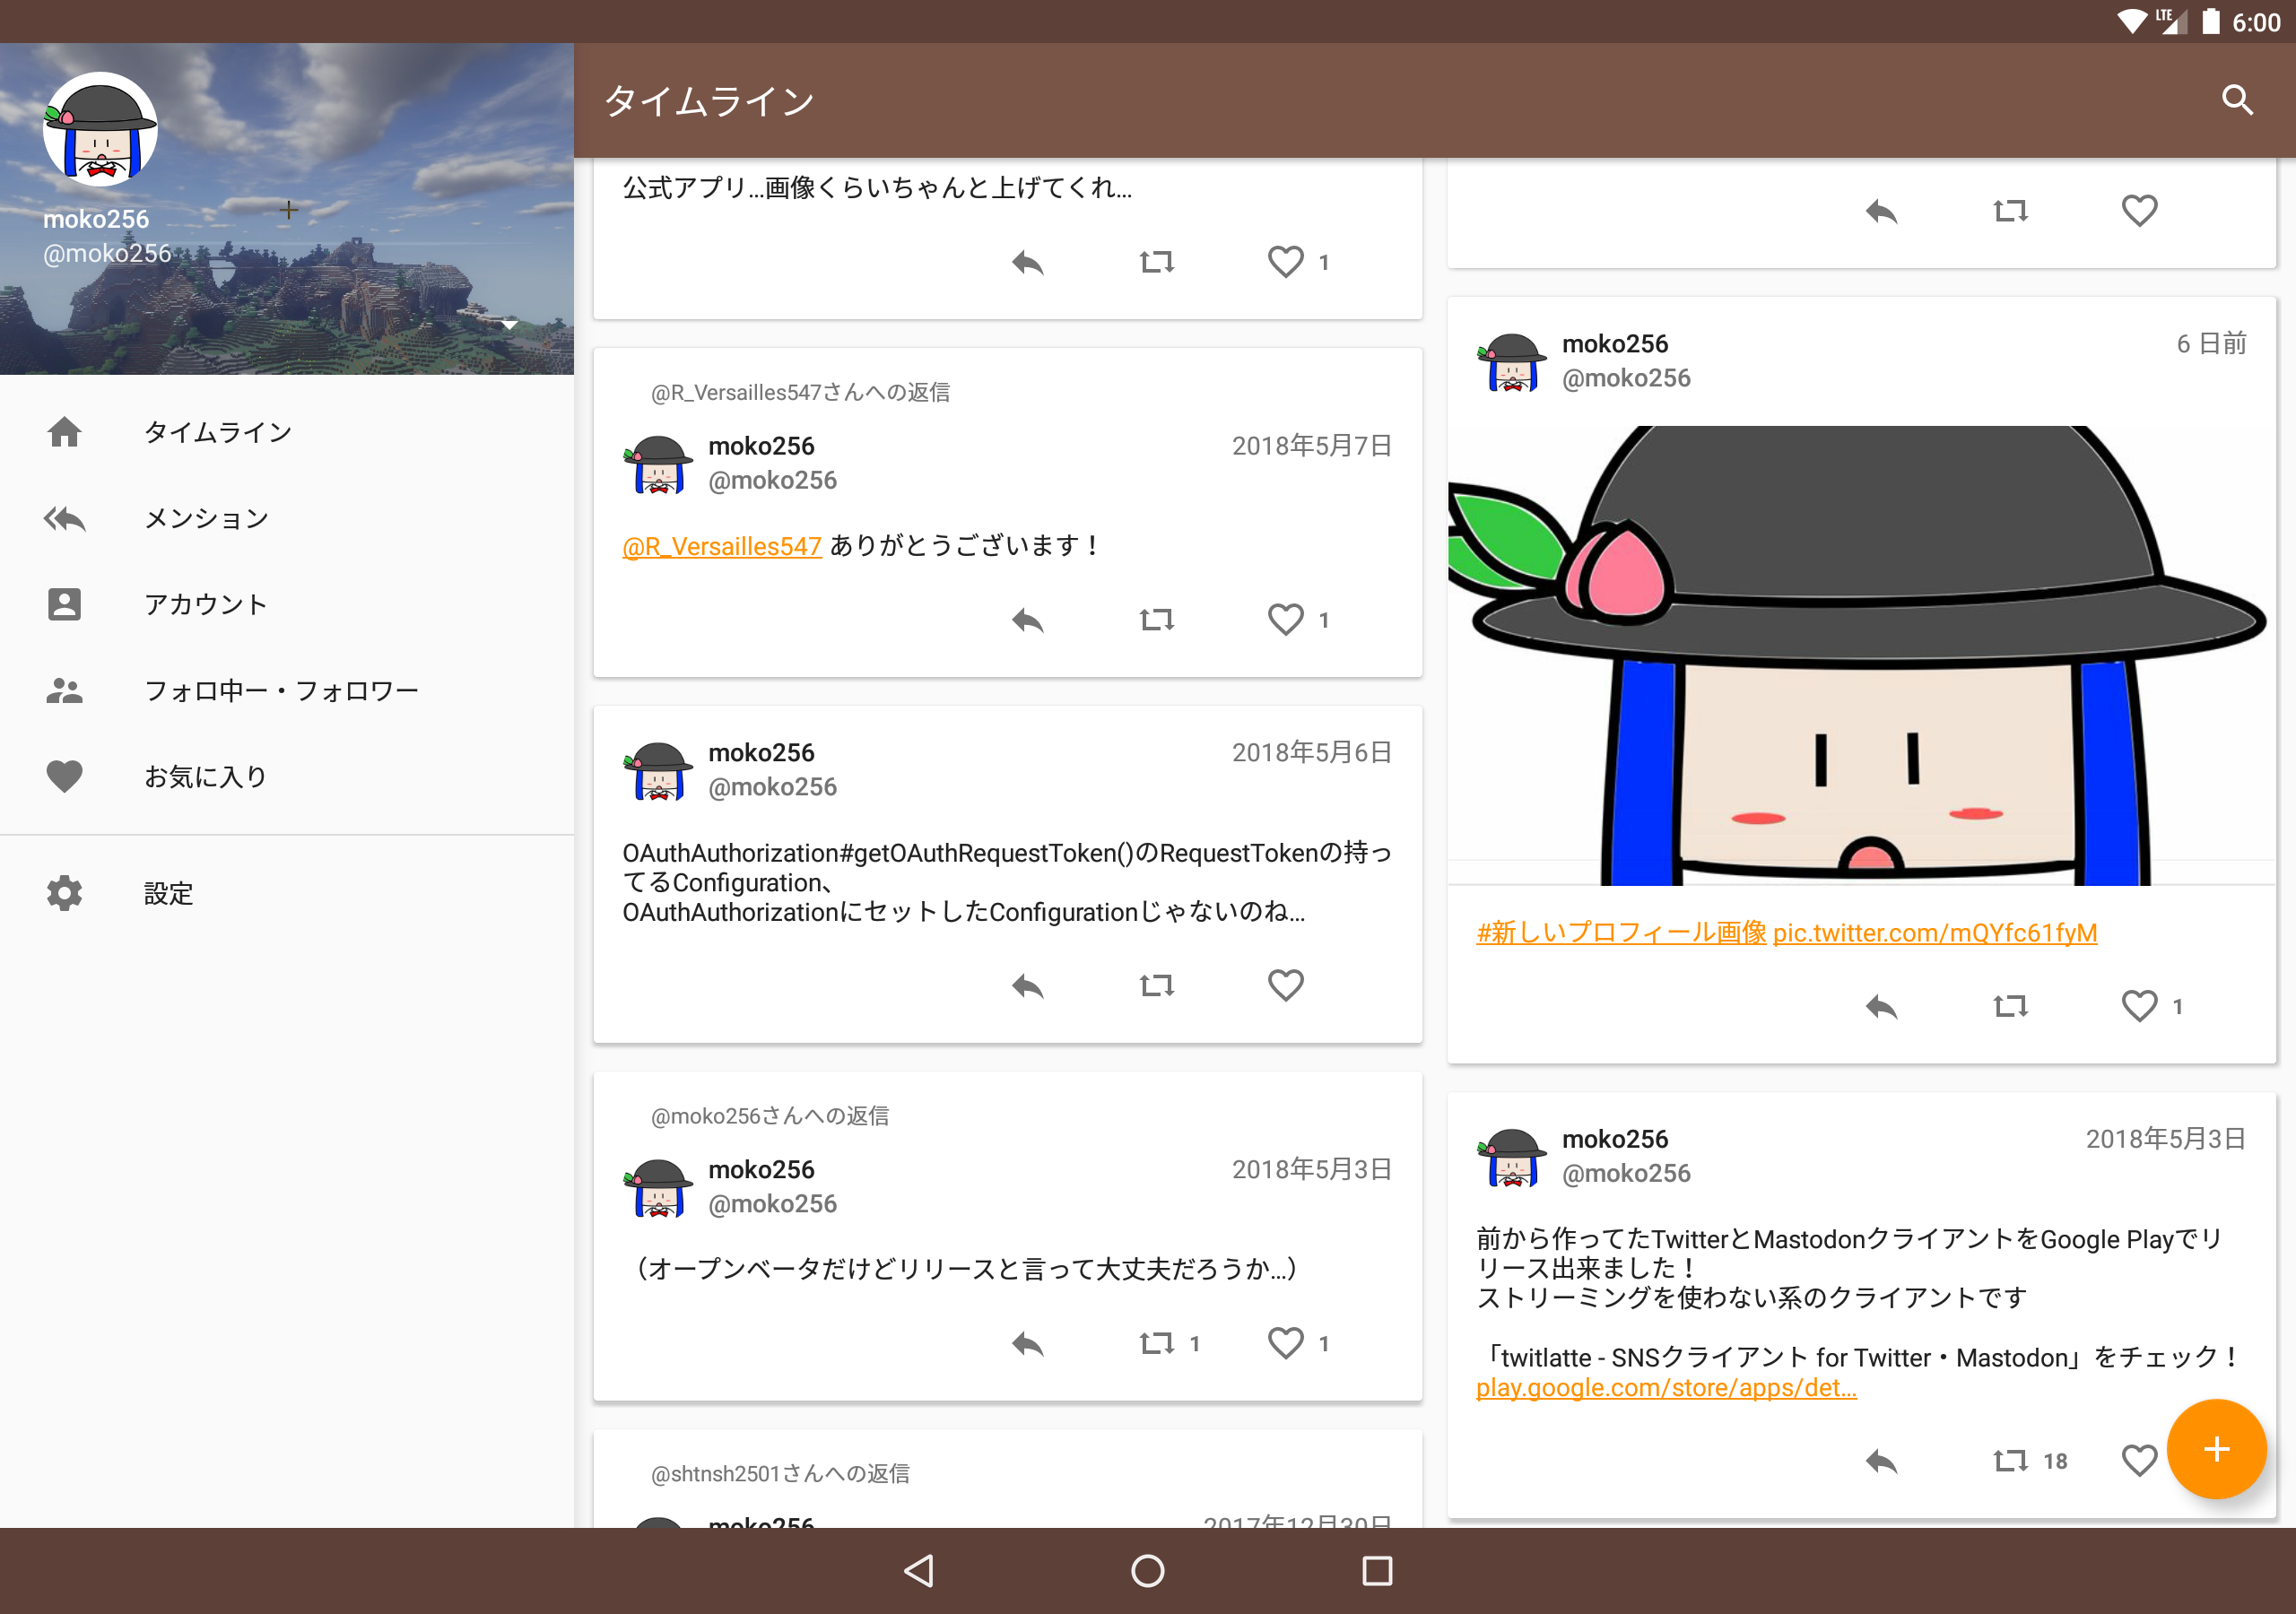 LTE 6:00
moko256
@moko256
タイムライン
メンション
アカウント
フォロ中ー・フォロワー
お気に入り
設定
タイムライン
公式アプリ...画像くらいちゃんと上げてくれ...
1
@R_Versailles547さんへの返信
moko256
2018年5月7日
@moko256
@R_Versailles547 ありがとうございます！
1
moko256
2018年5月6日
@moko256
OAuthAuthorization#getOAuthRequestToken()のRequestTokenの持っ
てるConfiguration、
OAuthAuthorizationにセットしたConfigurationじゃないのね...
@moko256さんへの返信
moko256
2018年5月3日
@moko256
（オープンベータだけどリリースと言って大丈夫だろうか...）
1 1
@shtnsh2501さんへの返信
moko256
2017年12月30日
moko256
6 日前
@moko256
#新しいプロフィール画像 pic.twitter.com/mQYfc61fyM
1
moko256
2018年5月3日
@moko256
前から作ってたTwitterとMastodonクライアントをGoogle Playでリ
リース出来ました！
ストリーミングを使わない系のクライアントです
「twitlatte - SNSクライアント for Twitter・Mastodon」をチェック！
play.google.com/store/apps/det...
18